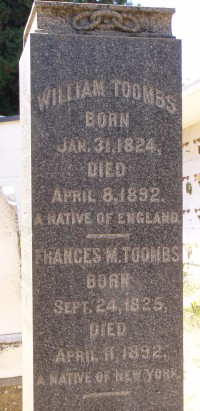 WILLIAM TOOMBS
BORN
JAN. 31, 1824,
DIED
APRIL 8, 1892.
A NATIVE OF ENGLAND.
FRANCES M. TOOMBS
BORN
SEPT. 24, 1825,
DIED
APRIL 11, 1892.
A NATIVE OF NEW YORK.